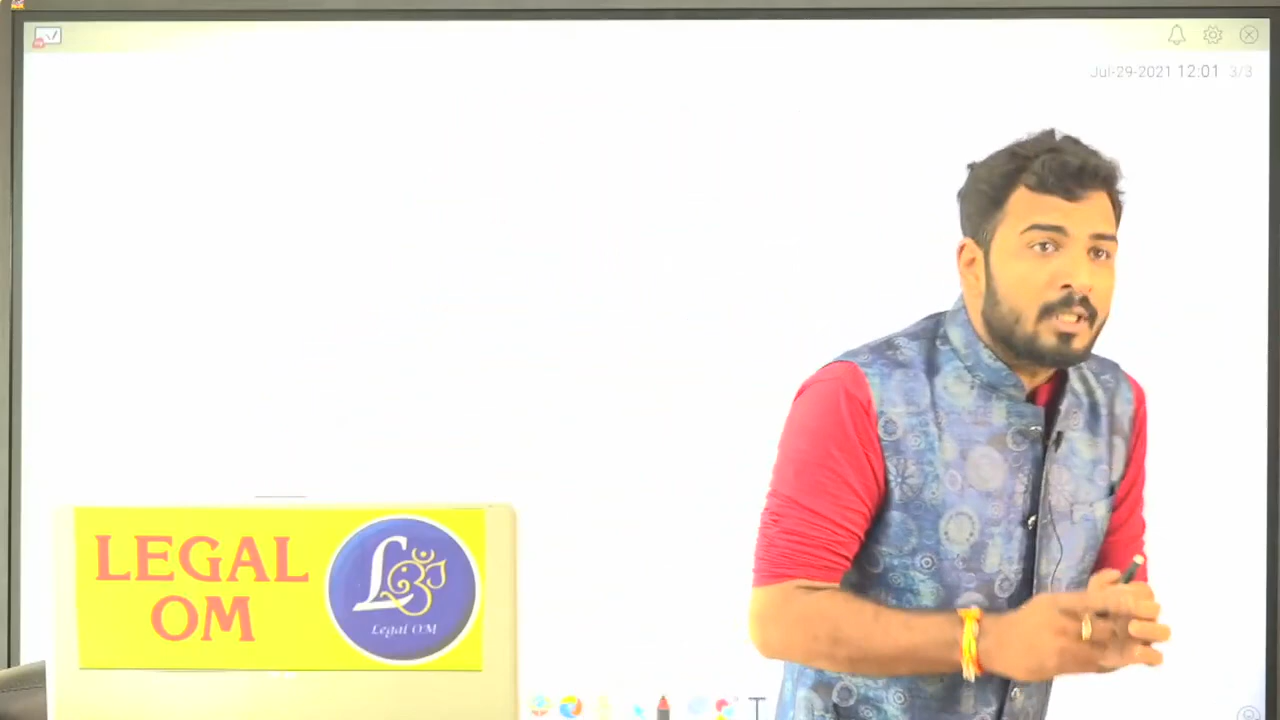 Jul-29-2021 12:01 3/3
LEGAL
OM
L ॐ
Legal OM
T